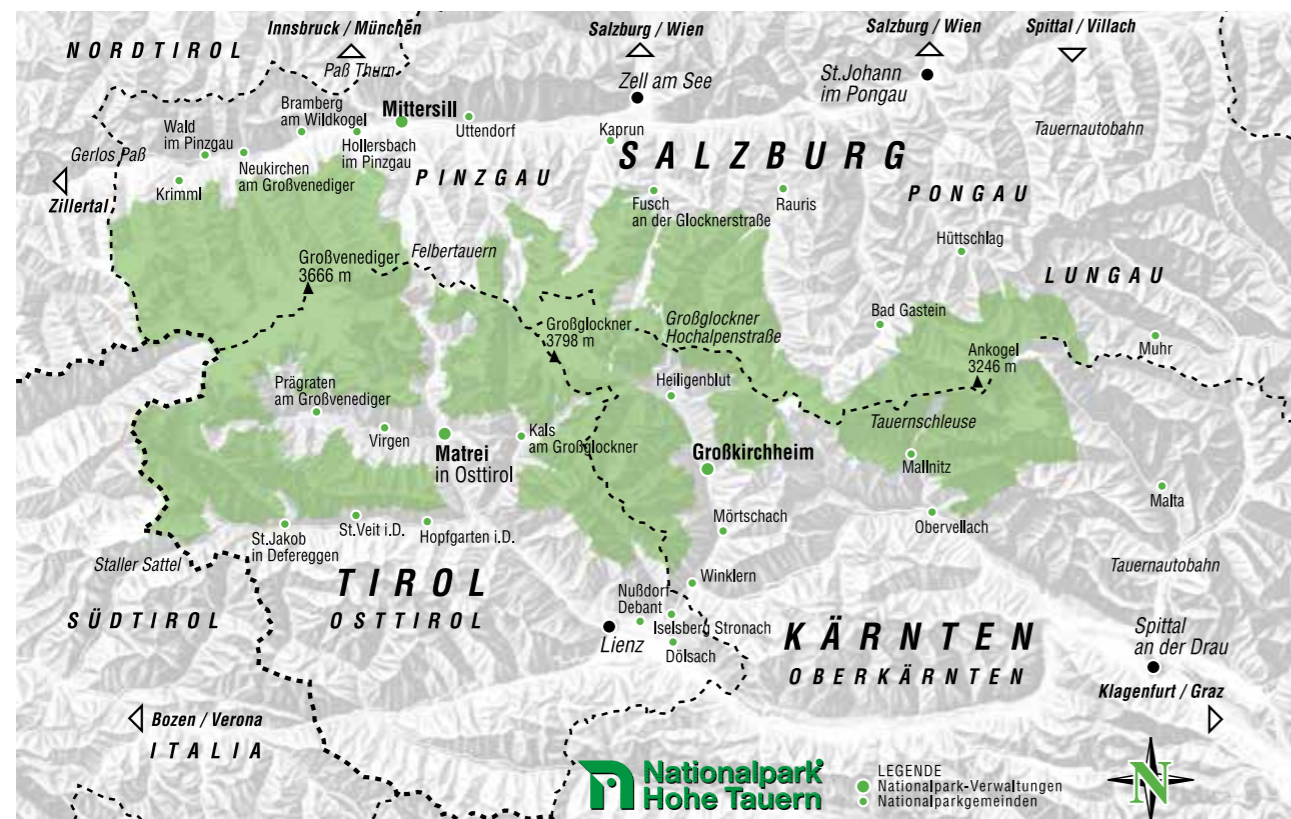 Innsbruck / München
Salzburg / Wien
Salzburg / Wien
Spittal / Villach
NORDTIROL
Paß Thurn
Zell am See
St.Johann
im Pongau
Bramberg
am Wildkogel
Mittersill
Uttendorf
Wald
im Pinzgau
Hollersbach
im Pinzgau
Kaprun
Tauernautobahn
Gerlos Paß
Neukirchen
am Großvenediger
SALZBURG
PINZGAU
Krimml
Zillertal
Fusch
an der Glocknerstraße
Rauris
PONGAU
Hüttschlag
Großvenediger
3666 m
Felbertauern
LUNGAU
Großglockner
3798 m
Großglockner
Hochalpenstraße
Bad Gastein
Ankogel
3246 m
Muhr
Prägraten
am Großvenediger
Heiligenblut
Tauernschleuse
Virgen
Matrei
in Osttirol
Kals
am Großglockner
Großkirchheim
Mallnitz
Malta
St.Jakob
in Defereggen
St.Veit i.D.
Hopfgarten i.D.
Mörtschach
Obervellach
Staller Sattel
Tauernautobahn
TIROL
OSTTIROL
SÜDTIROL
Winklern
Nußdorf
Debant
Iselsberg Stronach
Lienz
Dölsach
KÄRNTEN
OBERKÄRNTEN
Spittal
an der Drau
Klagenfurt / Graz
Bozen / Verona
ITALIA
Nationalpark
Hohe Tauern
LEGENDE
Nationalpark-Verwaltungen
Nationalparkgemeinden
N